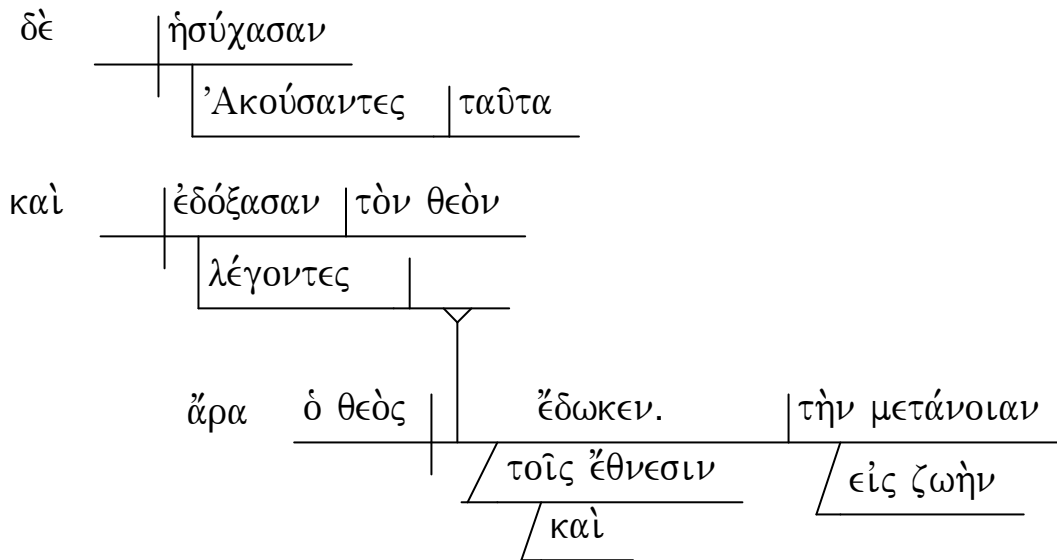 δὲ ἡσύχασαν
Ἀκούσαντες ταῦτα
καὶ ἐδόξασαν τὸν θεὸν
λέγοντες
ἄρα ὁ θεὸς ἔδωκεν. τὴν μετάνοιαν
τοῖς ἔθνεσιν εἰς ζωὴν
καὶ